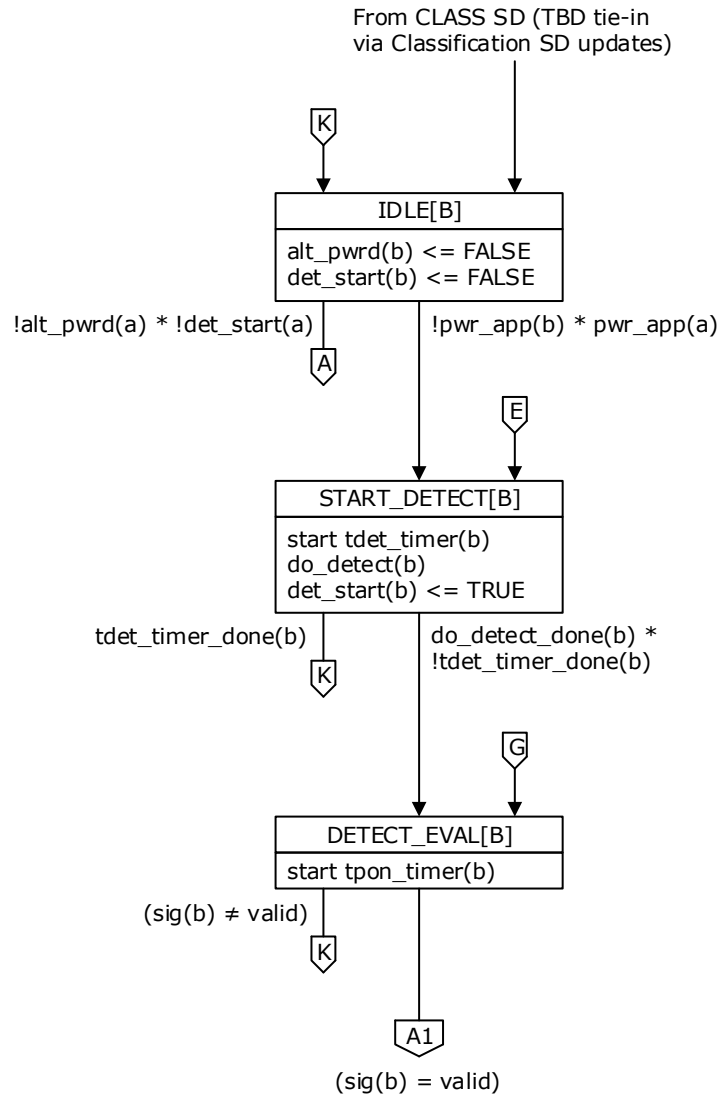 From CLASS SD (TBD tie-in
via Classification SD updates)
K
IDLE[B]
alt_pwrd(b) <= FALSE
det_start(b) <= FALSE
!alt_pwrd(a) * !det_start(a)
!pwr_app(b) * pwr_app(a)
A
E
START_DETECT[B]
start tdet_timer(b)
do_detect(b)
det_start(b) <= TRUE
tdet_timer_done(b)
do_detect_done(b) *
!tdet_timer_done(b)
K
G
DETECT_EVAL[B]
start tpon_timer(b)
(sig(b) ≠ valid)
K
A1
(sig(b) = valid)